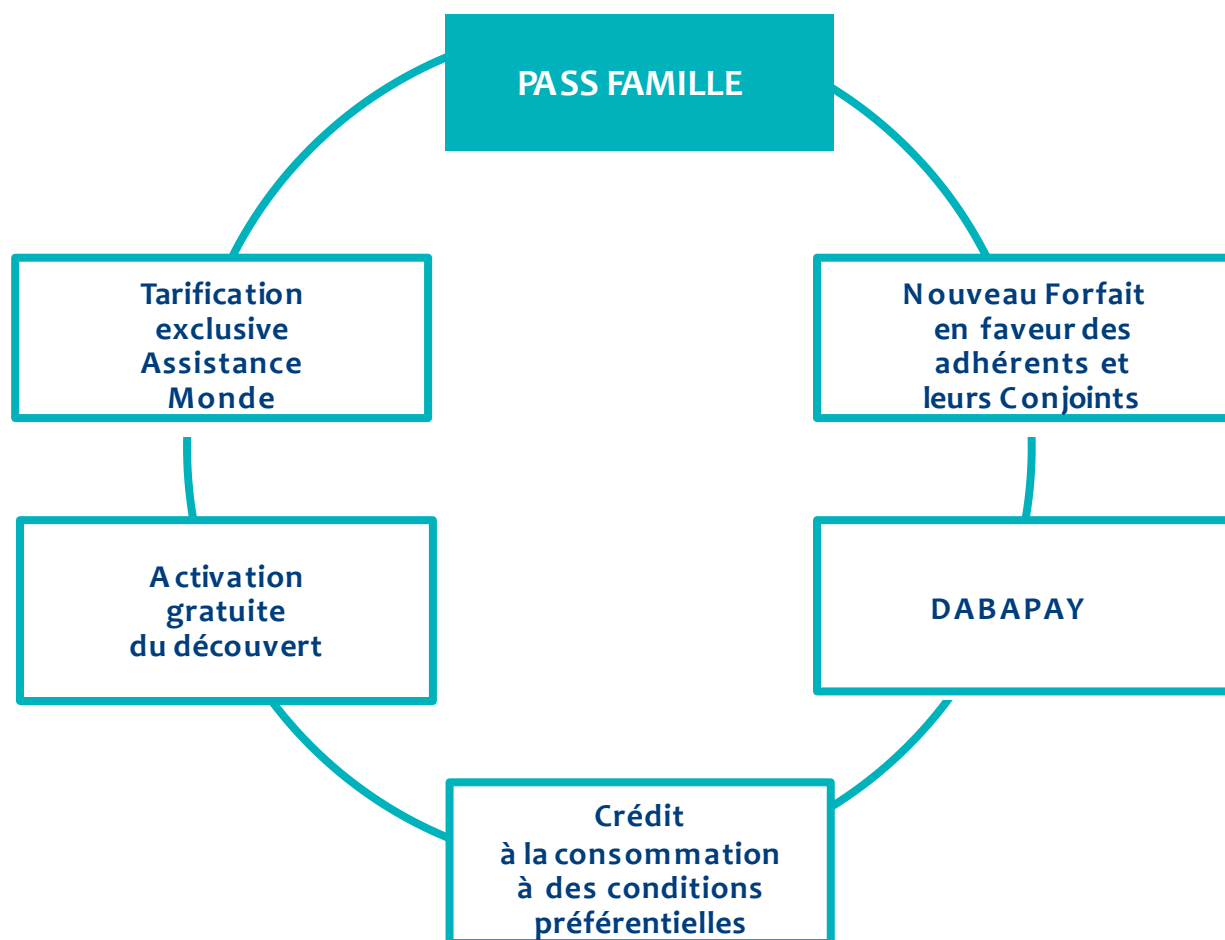 PASS FAMILLE
Tarification
exclusive
Assistance
Monde
Nouveau Forfait
en faveur des
adhérents et
leurs Conjoints
Activation
gratuite
du découvert
DABAPAY
Crédit
à la consommation
à des conditions
préférentielles